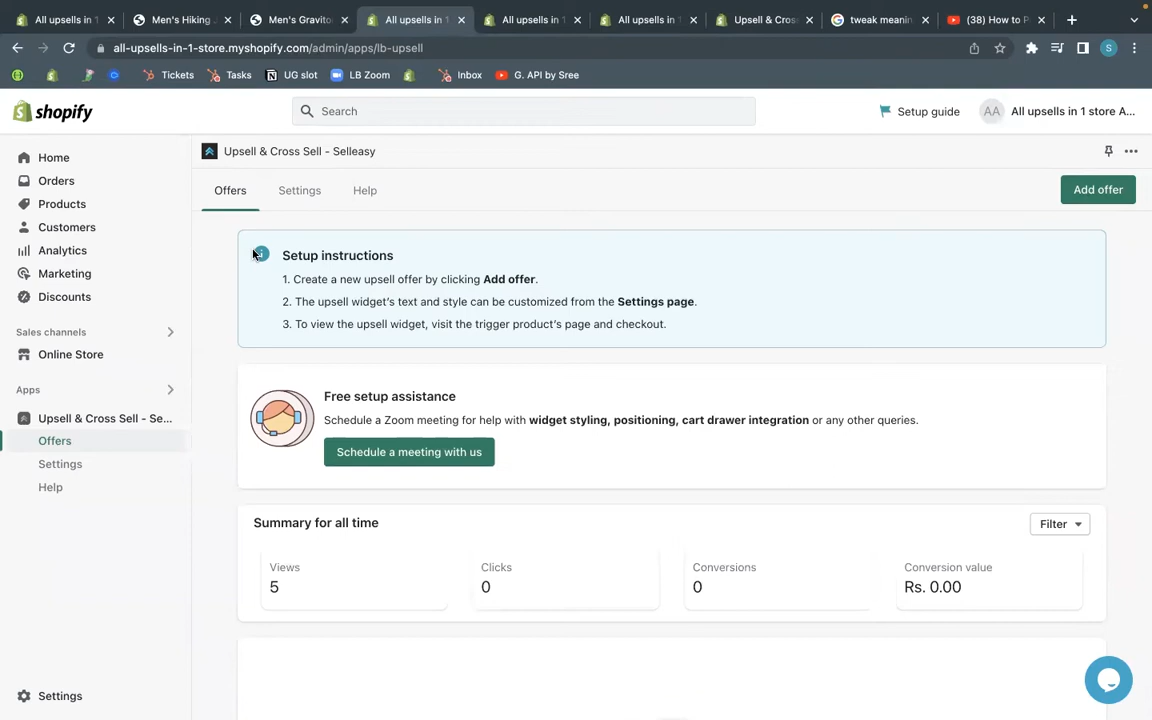 All upsells in 1
Men's Hiking J
Men's Gravitor
All upsells in 1
All upsells in 1
All upsells in 1
Upsell & Cross
tweak meanin
(38) How to P
all-upsells-in-1-store.myshopify.com/admin/apps/lb-upsell
S
Tickets
Tasks
UG slot
LB Zoom
Inbox
G. API by Sree
shopify
Search
Setup guide
AA
All upsells in 1 store A...
Home
Orders
Products
Customers
Analytics
Marketing
Discounts
Sales channels
Online Store
Apps
Upsell & Cross Sell - Se...
Offers
Settings
Help
Settings
Upsell & Cross Sell - Selleasy
Offers
Settings
Help
Add offer
Setup instructions
1. Create a new upsell offer by clicking Add offer.
2. The upsell widget's text and style can be customized from the Settings page.
3. To view the upsell widget, visit the trigger product's page and checkout.
Free setup assistance
Schedule a Zoom meeting for help with widget styling, positioning, cart drawer integration or any other queries.
Schedule a meeting with us
Summary for all time
Filter
Views
5
Clicks
0
Conversions
0
Conversion value
Rs. 0.00